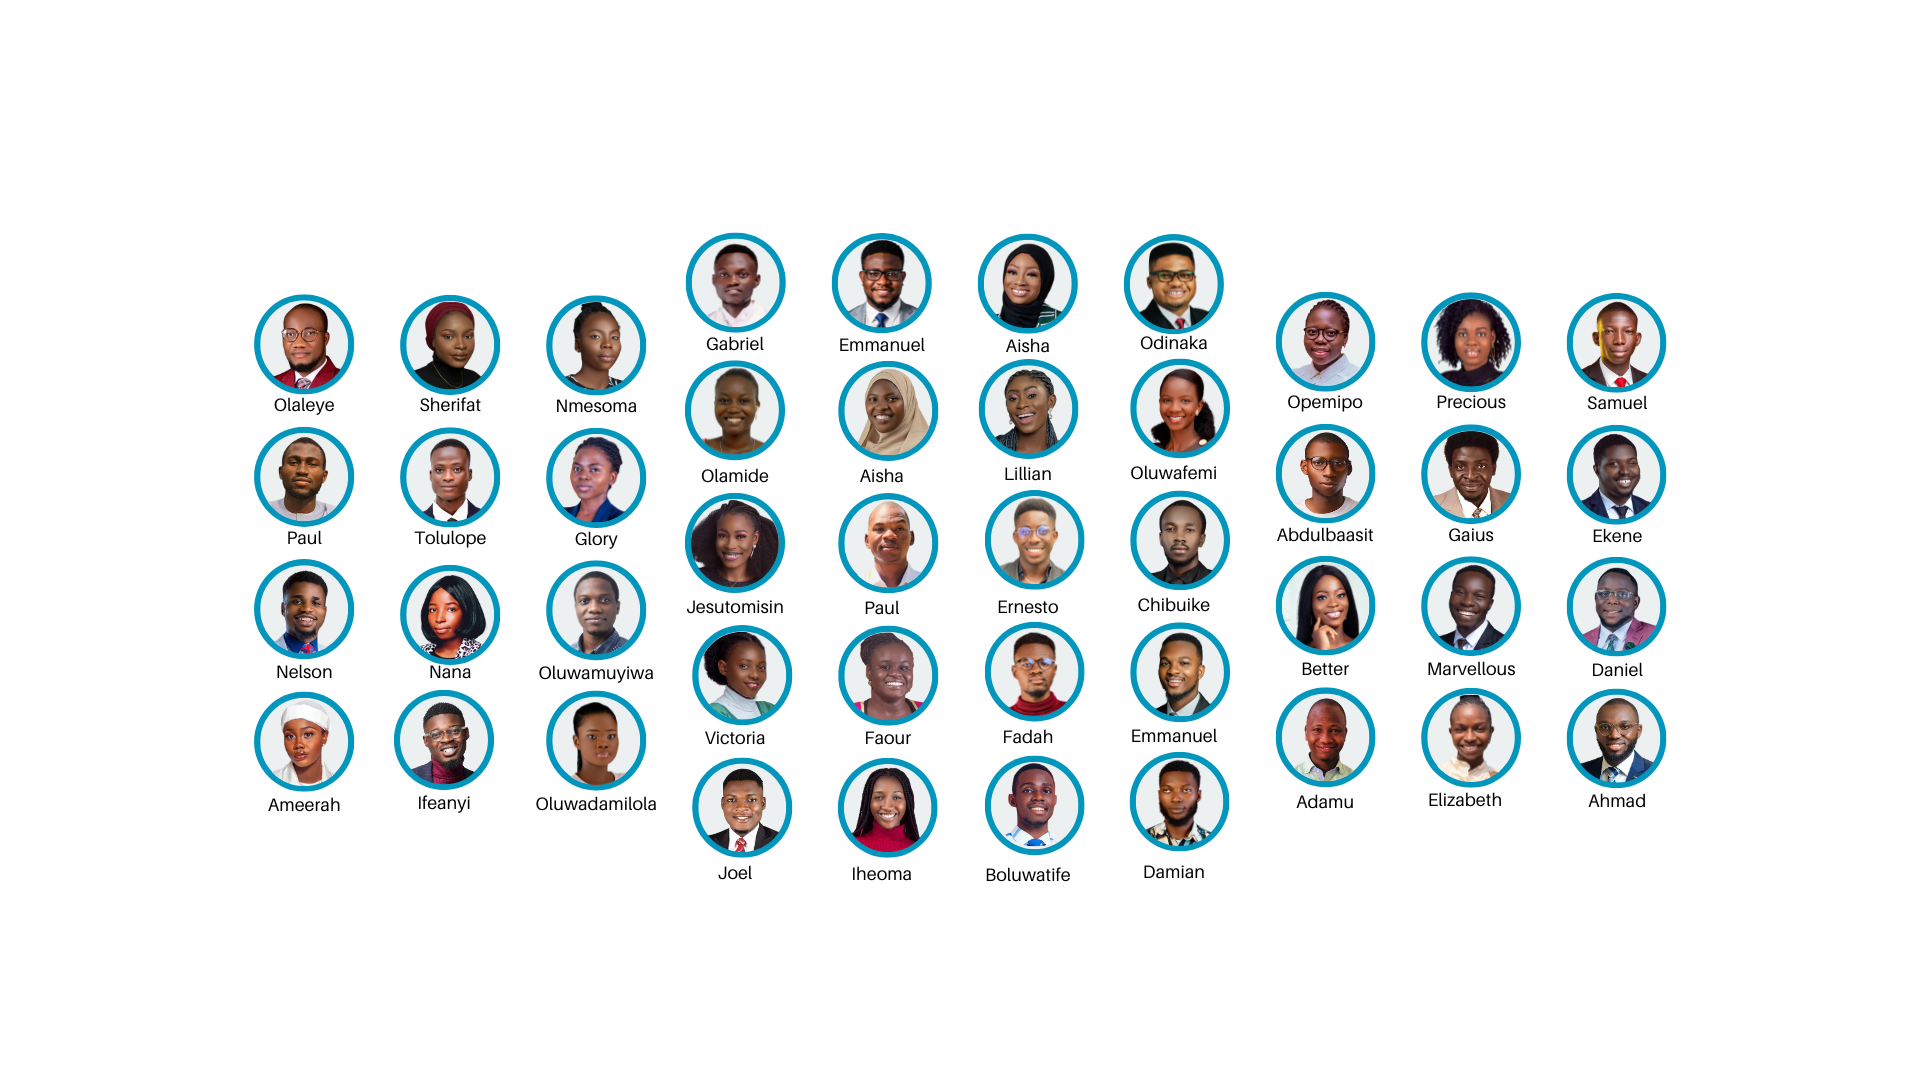 Olaleye
Sherifat
Nmesoma
Paul
Tolulope
Glory
Nelson
Nana
Oluwamuyiwa
Ameerah
Ifeanyi
Oluwadamilola
Gabriel
Emmanuel
Aisha
Odinaka
Olamide
Aisha
Lillian
Oluwafemi
Jesutomisin
Paul
Ernesto
Chibuike
Victoria
Faour
Fadah
Emmanuel
Joel
Iheoma
Boluwatife
Damian
Opemipo
Precious
Samuel
Abdulbaasit
Gaius
Ekene
Better
Marvellous
Daniel
Adamu
Elizabeth
Ahmad